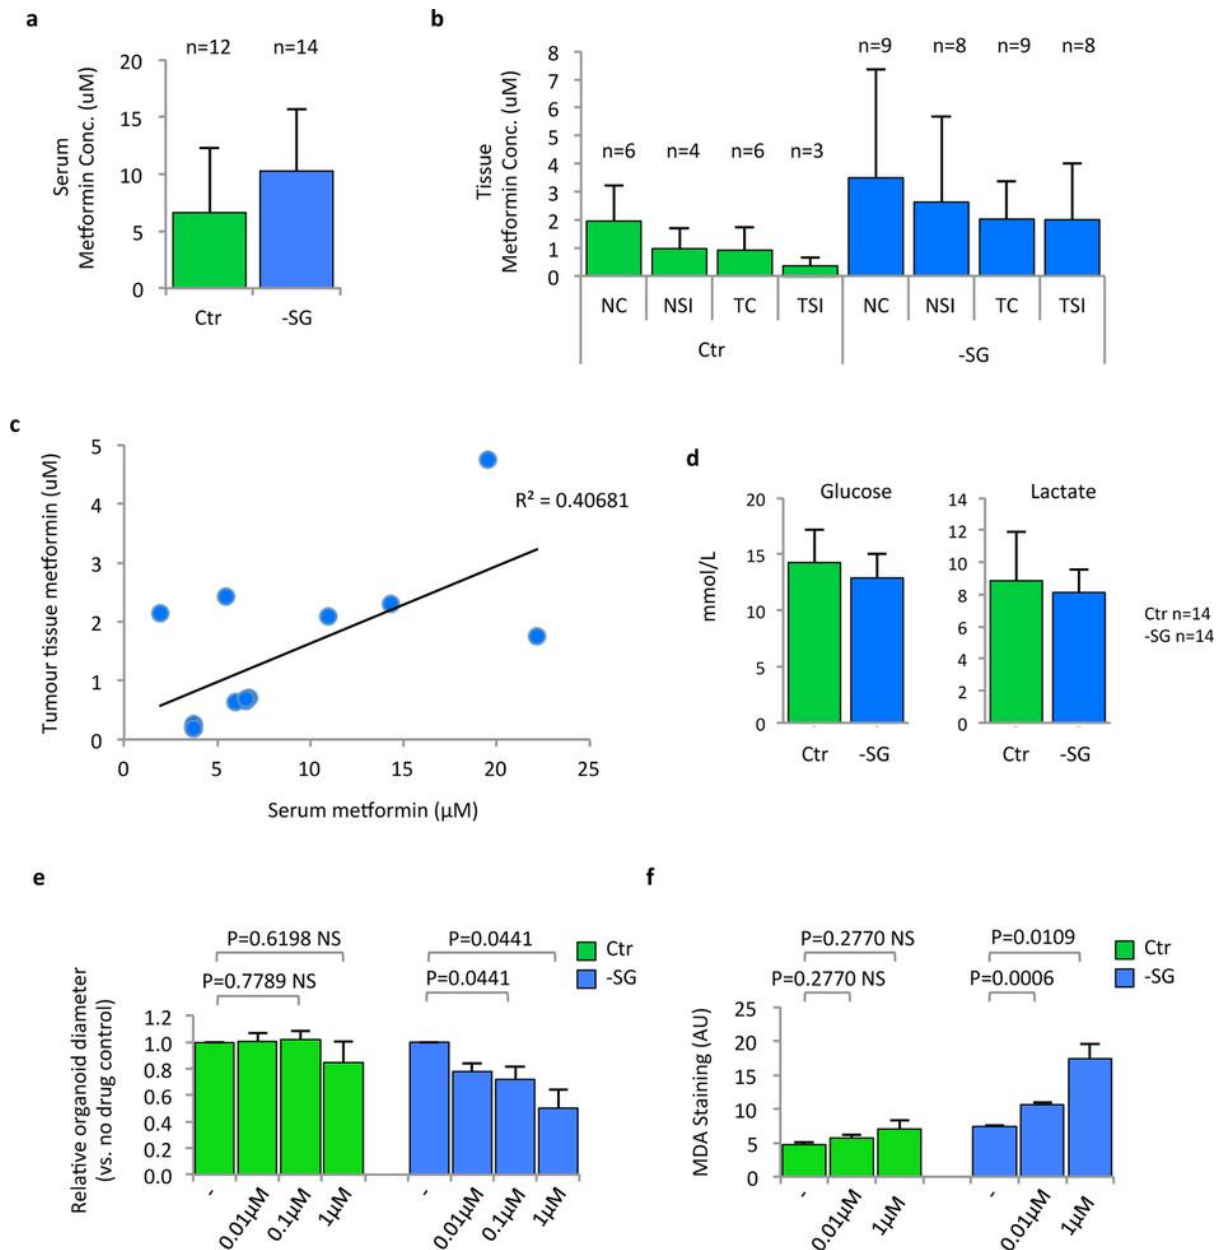 a
n=12 n=14
Serum
Metformin Conc. (uM)
20
15
10
5
0
Ctr -SG
b
n=9 n=8 n=9 n=8
n=6 n=4 n=6 n=3
Tissue
Metformin Conc. (uM)
8
7
6
5
4
3
2
1
0
NC NSI TC TSI NC NSI TC TSI
Ctr -SG
c
Tumour tissue metformin (uM)
5
4
3
2
1
0
R² = 0.40681
0 5 10 15 20 25
Serum metformin (μM)
d
Glucose
mmol/L
20
15
10
5
0
Ctr -SG
Lactate
14
12
10
8
6
4
2
0
Ctr -SG
Ctr n=14
-SG n=14
e
P=0.6198 NS
P=0.7789 NS
P=0.0441
P=0.0441
Ctr
-SG
Relative organoid diameter
(vs. no drug control)
1.2
1.0
0.8
0.6
0.4
0.2
0.0
- 0.01μM 0.1μM 1μM - 0.01μM 0.1μM 1μM
f
P=0.2770 NS
P=0.2770 NS
P=0.0109
P=0.0006
Ctr
-SG
MDA Staining (AU)
25
20
15
10
5
0
- 0.01μM 1μM - 0.01μM 1μM